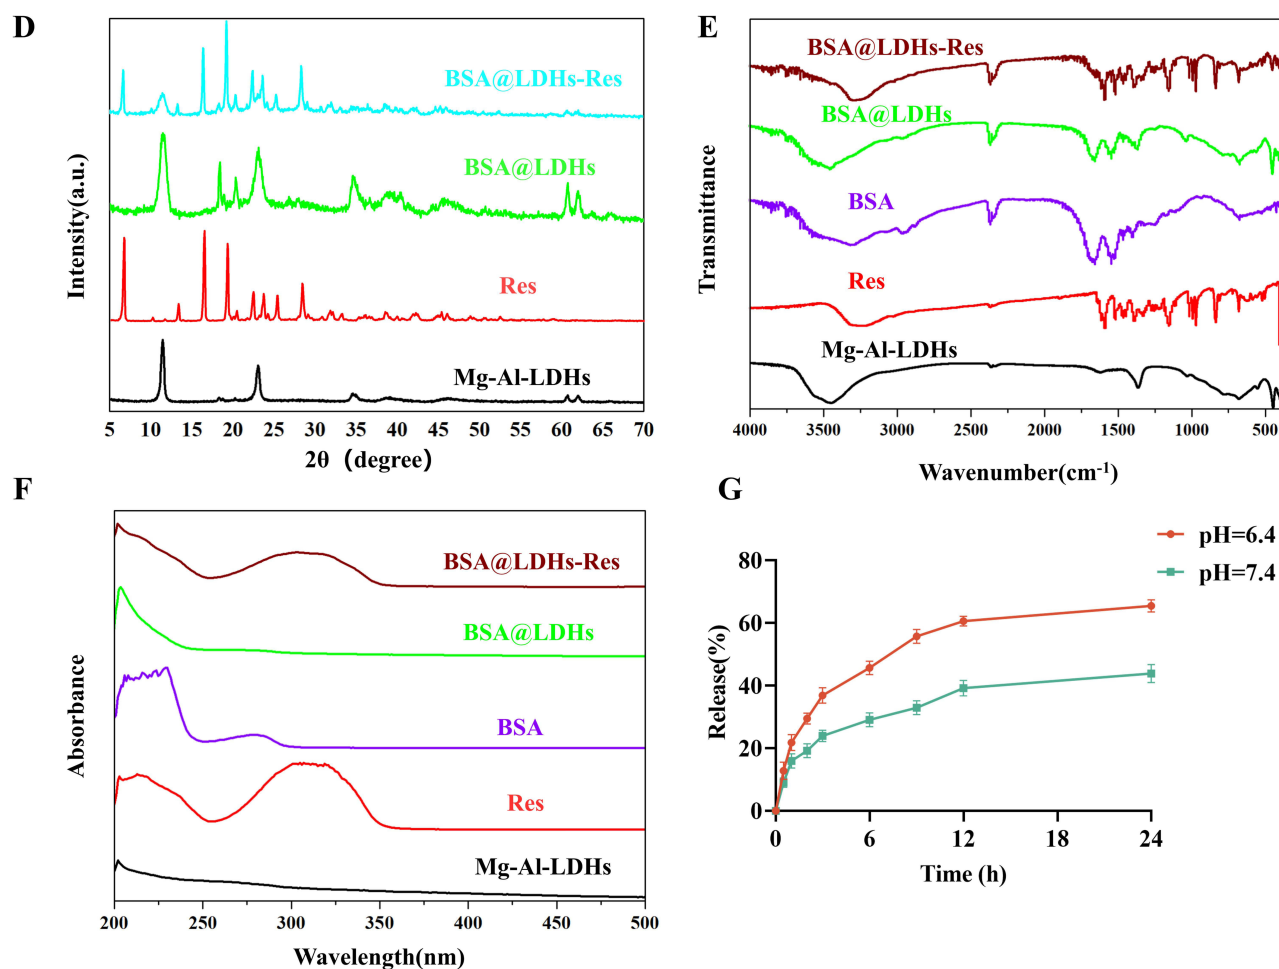 D
BSA@LDHs-Res
BSA@LDHs
Res
Mg-Al-LDHs
Intensity(a.u.)
5 10 15 20 25 30 35 40 45 50 55 60 65 70
2θ (degree)
E
BSA@LDHs-Res
BSA@LDHs
BSA
Res
Mg-Al-LDHs
Transmittance
4000 3500 3000 2500 2000 1500 1000 500
Wavenumber(cm⁻¹)
F
BSA@LDHs-Res
BSA@LDHs
BSA
Res
Mg-Al-LDHs
Absorbance
200 250 300 350 400 450 500
Wavelength(nm)
G
pH=6.4
pH=7.4
80
60
40
20
0
Release(%)
0 6 12 18 24
Time (h)